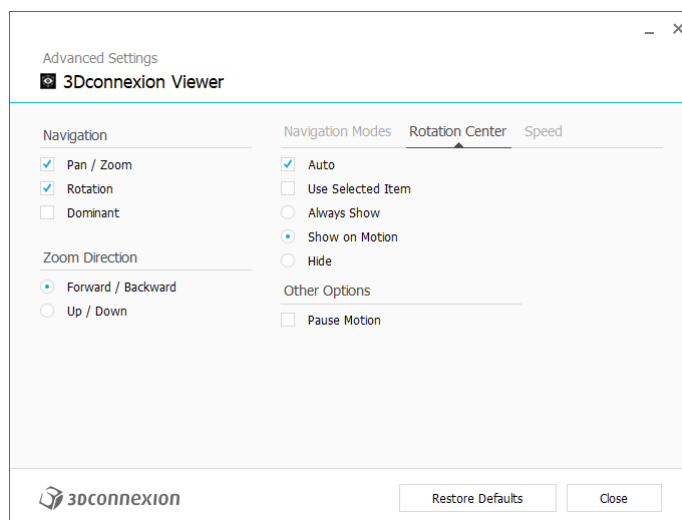 Advanced Settings
3Dconnexion Viewer
Navigation
Pan / Zoom
Rotation
Dominant
Zoom Direction
Forward / Backward
Up / Down
Navigation Modes Rotation Center Speed
Auto
Use Selected Item
Always Show
Show on Motion
Hide
Other Options
Pause Motion
3Dconnexion
Restore Defaults Close